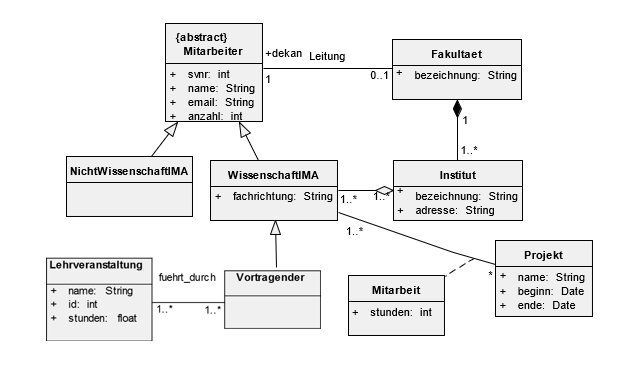 {abstract}
Mitarbeiter
+ svnr: int
+ name: String
+ email: String
+ anzahl: int
+dekan
Leitung
1
0..1
Fakultaet
+ bezeichnung: String
1
1..*
NichtWissenschaftlMA
WissenschaftlMA
+ fachrichtung: String
1..*
1..*
Institut
+ bezeichnung: String
+ adresse: String
1..*
*
Projekt
+ name: String
+ beginn: Date
+ ende: Date
Lehrveranstaltung
+ name: String
+ id: int
+ stunden: float
fuehrt_durch
1..*
1..*
Vortragender
Mitarbeit
+ stunden: int